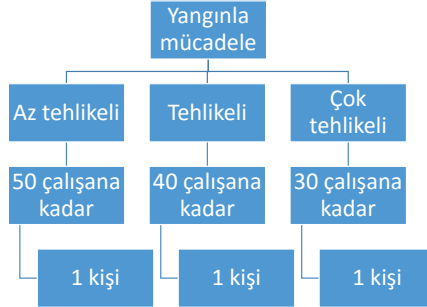 Yangınla
mücadele
Az tehlikeli
Tehlikeli
Çok
tehlikeli
50 çalışana
kadar
40 çalışana
kadar
30 çalışana
kadar
1 kişi
1 kişi
1 kişi